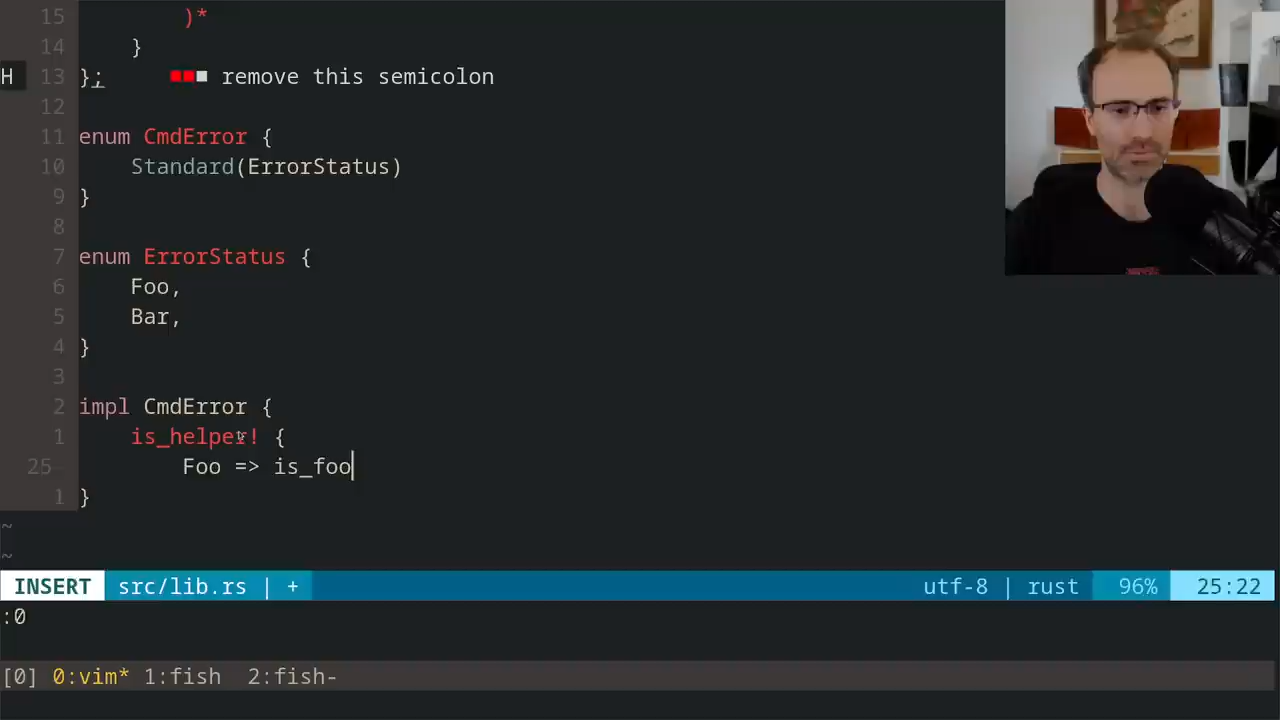 15         )*
14     }
H 13 };     remove this semicolon
12
11 enum CmdError {
10     Standard(ErrorStatus)
9 }
8
7 enum ErrorStatus {
6     Foo,
5     Bar,
4 }
3
2 impl CmdError {
1     is_helper! {
25         Foo => is_foo
1 }
~
~
INSERT src/lib.rs | + utf-8 | rust 96% 25:22
:0
[0] 0:vim* 1:fish  2:fish-